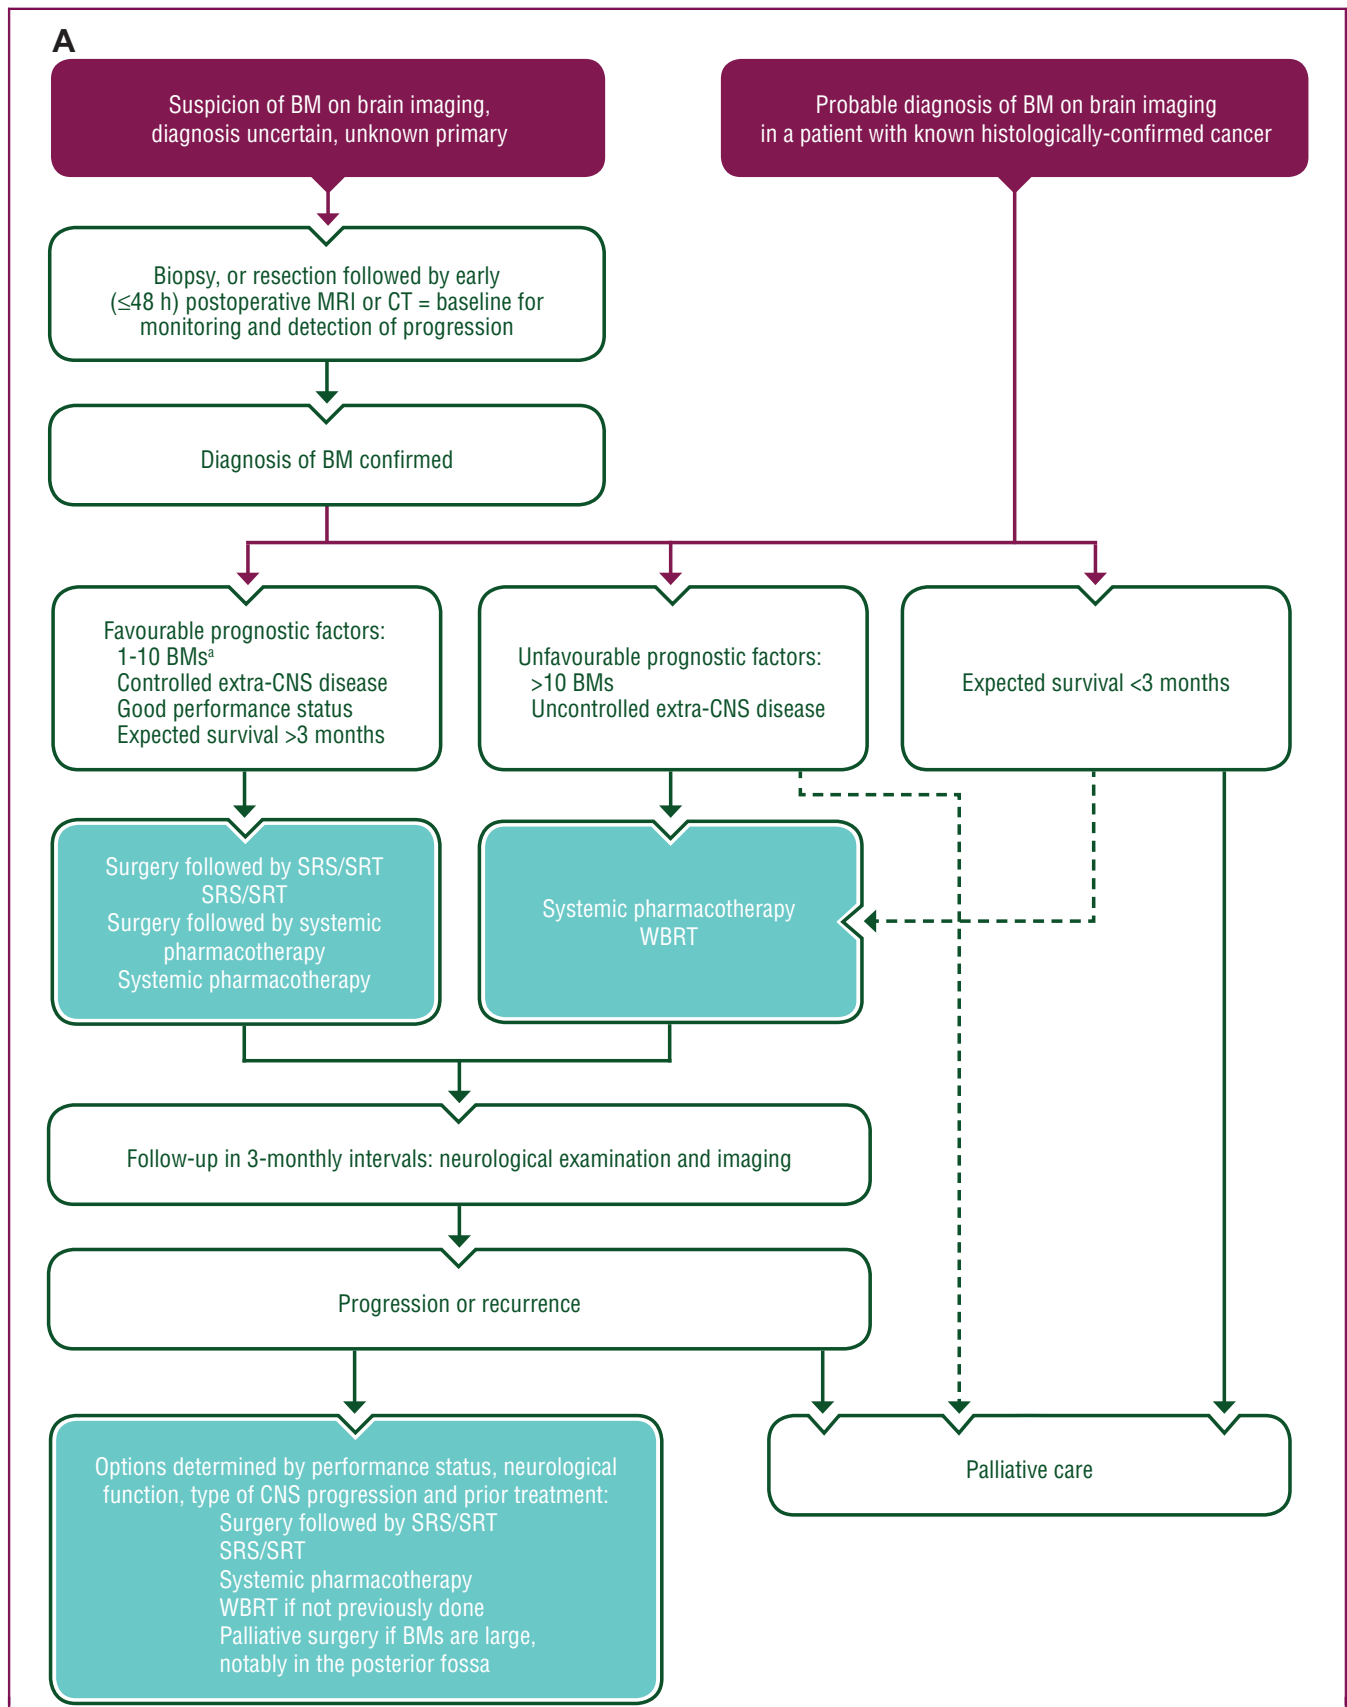 A
Suspicion of BM on brain imaging,
diagnosis uncertain, unknown primary
Probable diagnosis of BM on brain imaging
in a patient with known histologically-confirmed cancer
Biopsy, or resection followed by early
(≤48 h) postoperative MRI or CT = baseline for
monitoring and detection of progression
Diagnosis of BM confirmed
Favourable prognostic factors:
1-10 BMsᵃ
Controlled extra-CNS disease
Good performance status
Expected survival >3 months
Unfavourable prognostic factors:
>10 BMs
Uncontrolled extra-CNS disease
Expected survival <3 months
Surgery followed by SRS/SRT
SRS/SRT
Surgery followed by systemic
pharmacotherapy
Systemic pharmacotherapy
Systemic pharmacotherapy
WBRT
Follow-up in 3-monthly intervals: neurological examination and imaging
Progression or recurrence
Options determined by performance status, neurological
function, type of CNS progression and prior treatment:
Surgery followed by SRS/SRT
SRS/SRT
Systemic pharmacotherapy
WBRT if not previously done
Palliative surgery if BMs are large,
notably in the posterior fossa
Palliative care